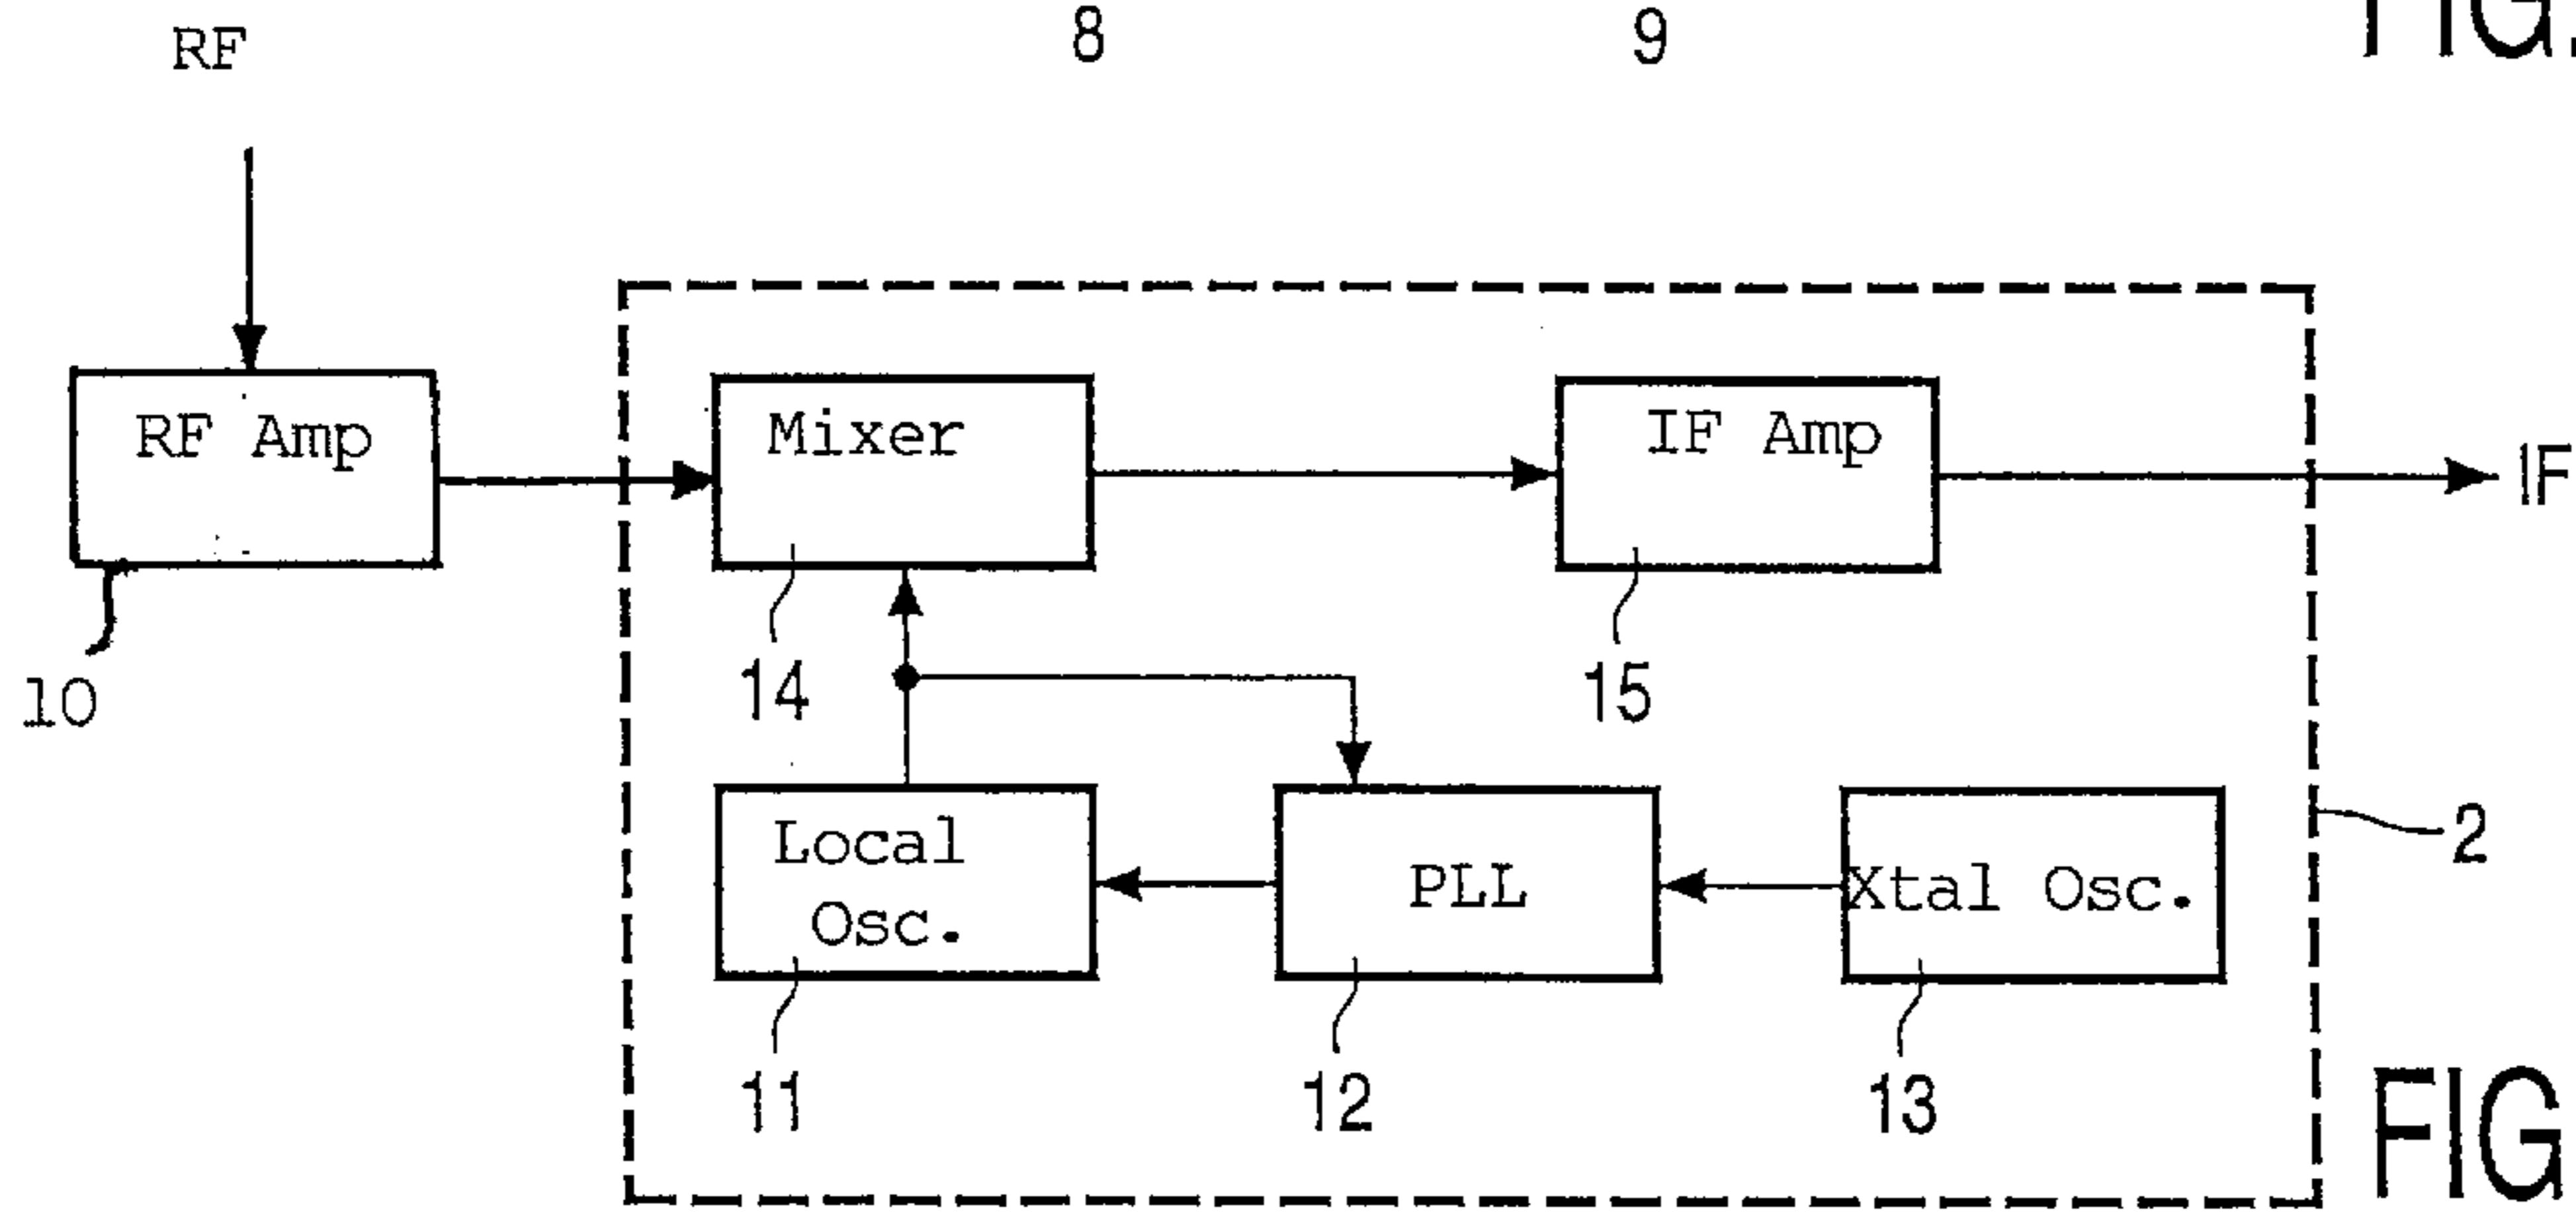 RF 8 9 FIG.
RF Amp Mixer IF Amp IF
10 14 15
Local
Osc.
PLL Xtal Osc. 2
11 12 13
FIG